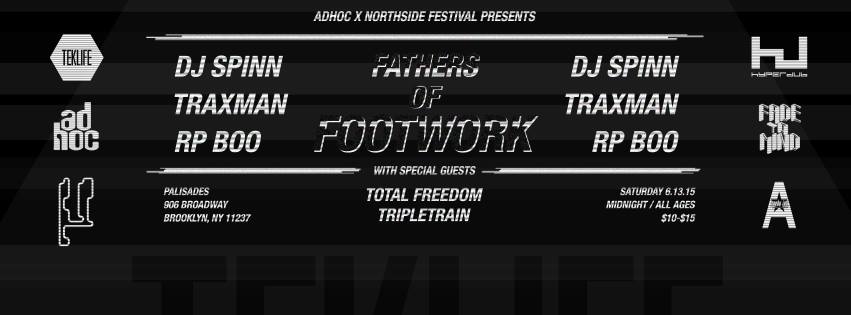 ADHOC X NORTHSIDE FESTIVAL PRESENTS
TEKLIFE
ad
hoc
DJ SPINN
TRAXMAN
RP BOO
FATHERS
OF
FOOTWORK
DJ SPINN
TRAXMAN
RP BOO
hyperdub
FADE
TO
MIND
WITH SPECIAL GUESTS
PALISADES
906 BROADWAY
BROOKLYN, NY 11237
TOTAL FREEDOM
TRIPLETRAIN
SATURDAY 6.13.15
MIDNIGHT / ALL AGES
$10-$15
A
TEKLIFE